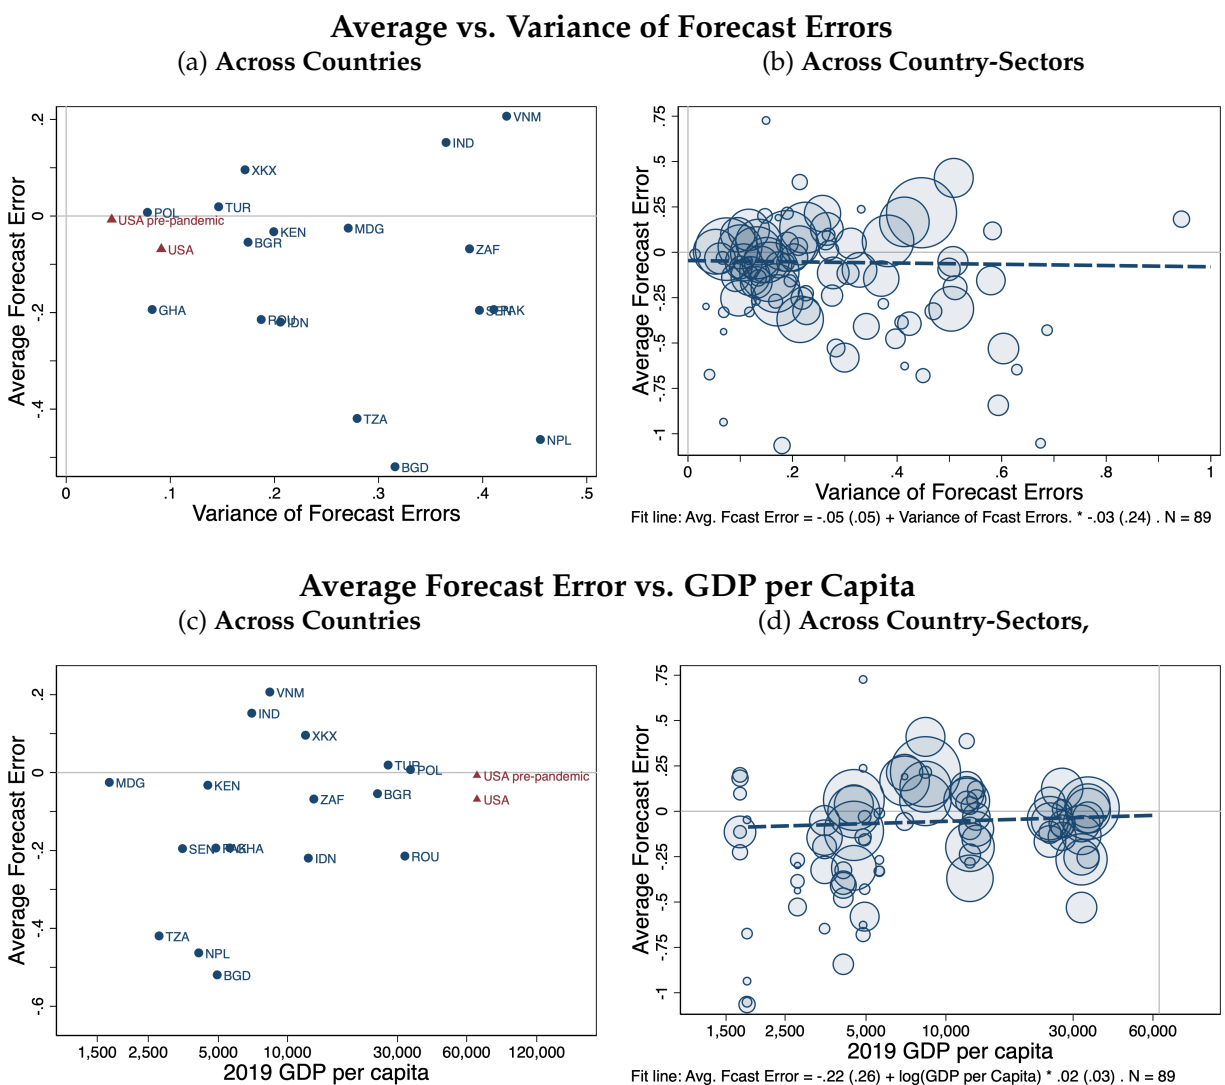 Average vs. Variance of Forecast Errors
(a) Across Countries
(b) Across Country-Sectors
Average Forecast Error
.2
0
-.2
-.4
VNM
IND
XKX
TUR
POL
USA pre-pandemic
KEN
MDG
BGR
USA
ZAF
GHA
SEN
PAK
ROU
IDN
TZA
NPL
BGD
0 .1 .2 .3 .4 .5
Variance of Forecast Errors
Average Forecast Error
.75
.5
.25
0
-.25
-.5
-.75
-1
0 .2 .4 .6 .8 1
Variance of Forecast Errors
Fit line: Avg. Fcast Error = -.05 (.05) + Variance of Fcast Errors. * -.03 (.24) . N = 89
Average Forecast Error vs. GDP per Capita
(c) Across Countries
(d) Across Country-Sectors,
Average Forecast Error
.2
0
-.2
-.4
-.6
VNM
IND
XKX
TUR
POL
USA pre-pandemic
MDG
KEN
BGR
ZAF
USA
SEN
PAK
GHA
IDN
ROU
TZA
NPL
BGD
1,500 2,500 5,000 10,000 30,000 60,000 120,000
2019 GDP per capita
Average Forecast Error
.75
.5
.25
0
-.25
-.5
-.75
-1
1,500 2,500 5,000 10,000 30,000 60,000
2019 GDP per capita
Fit line: Avg. Fcast Error = -.22 (.26) + log(GDP per Capita) * .02 (.03) . N = 89